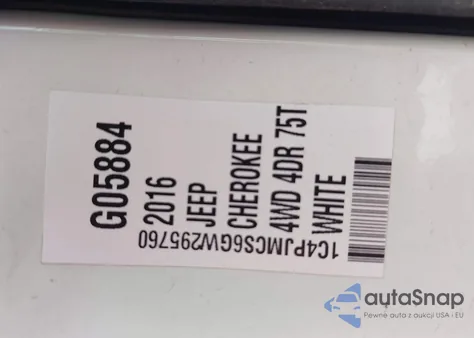 G05884
2016
JEEP
CHEROKEE
4WD 4DR 75T
WHITE
1C4PJMCS6GW295760
autaSnap
Pewne auta z aukcji USA i EU